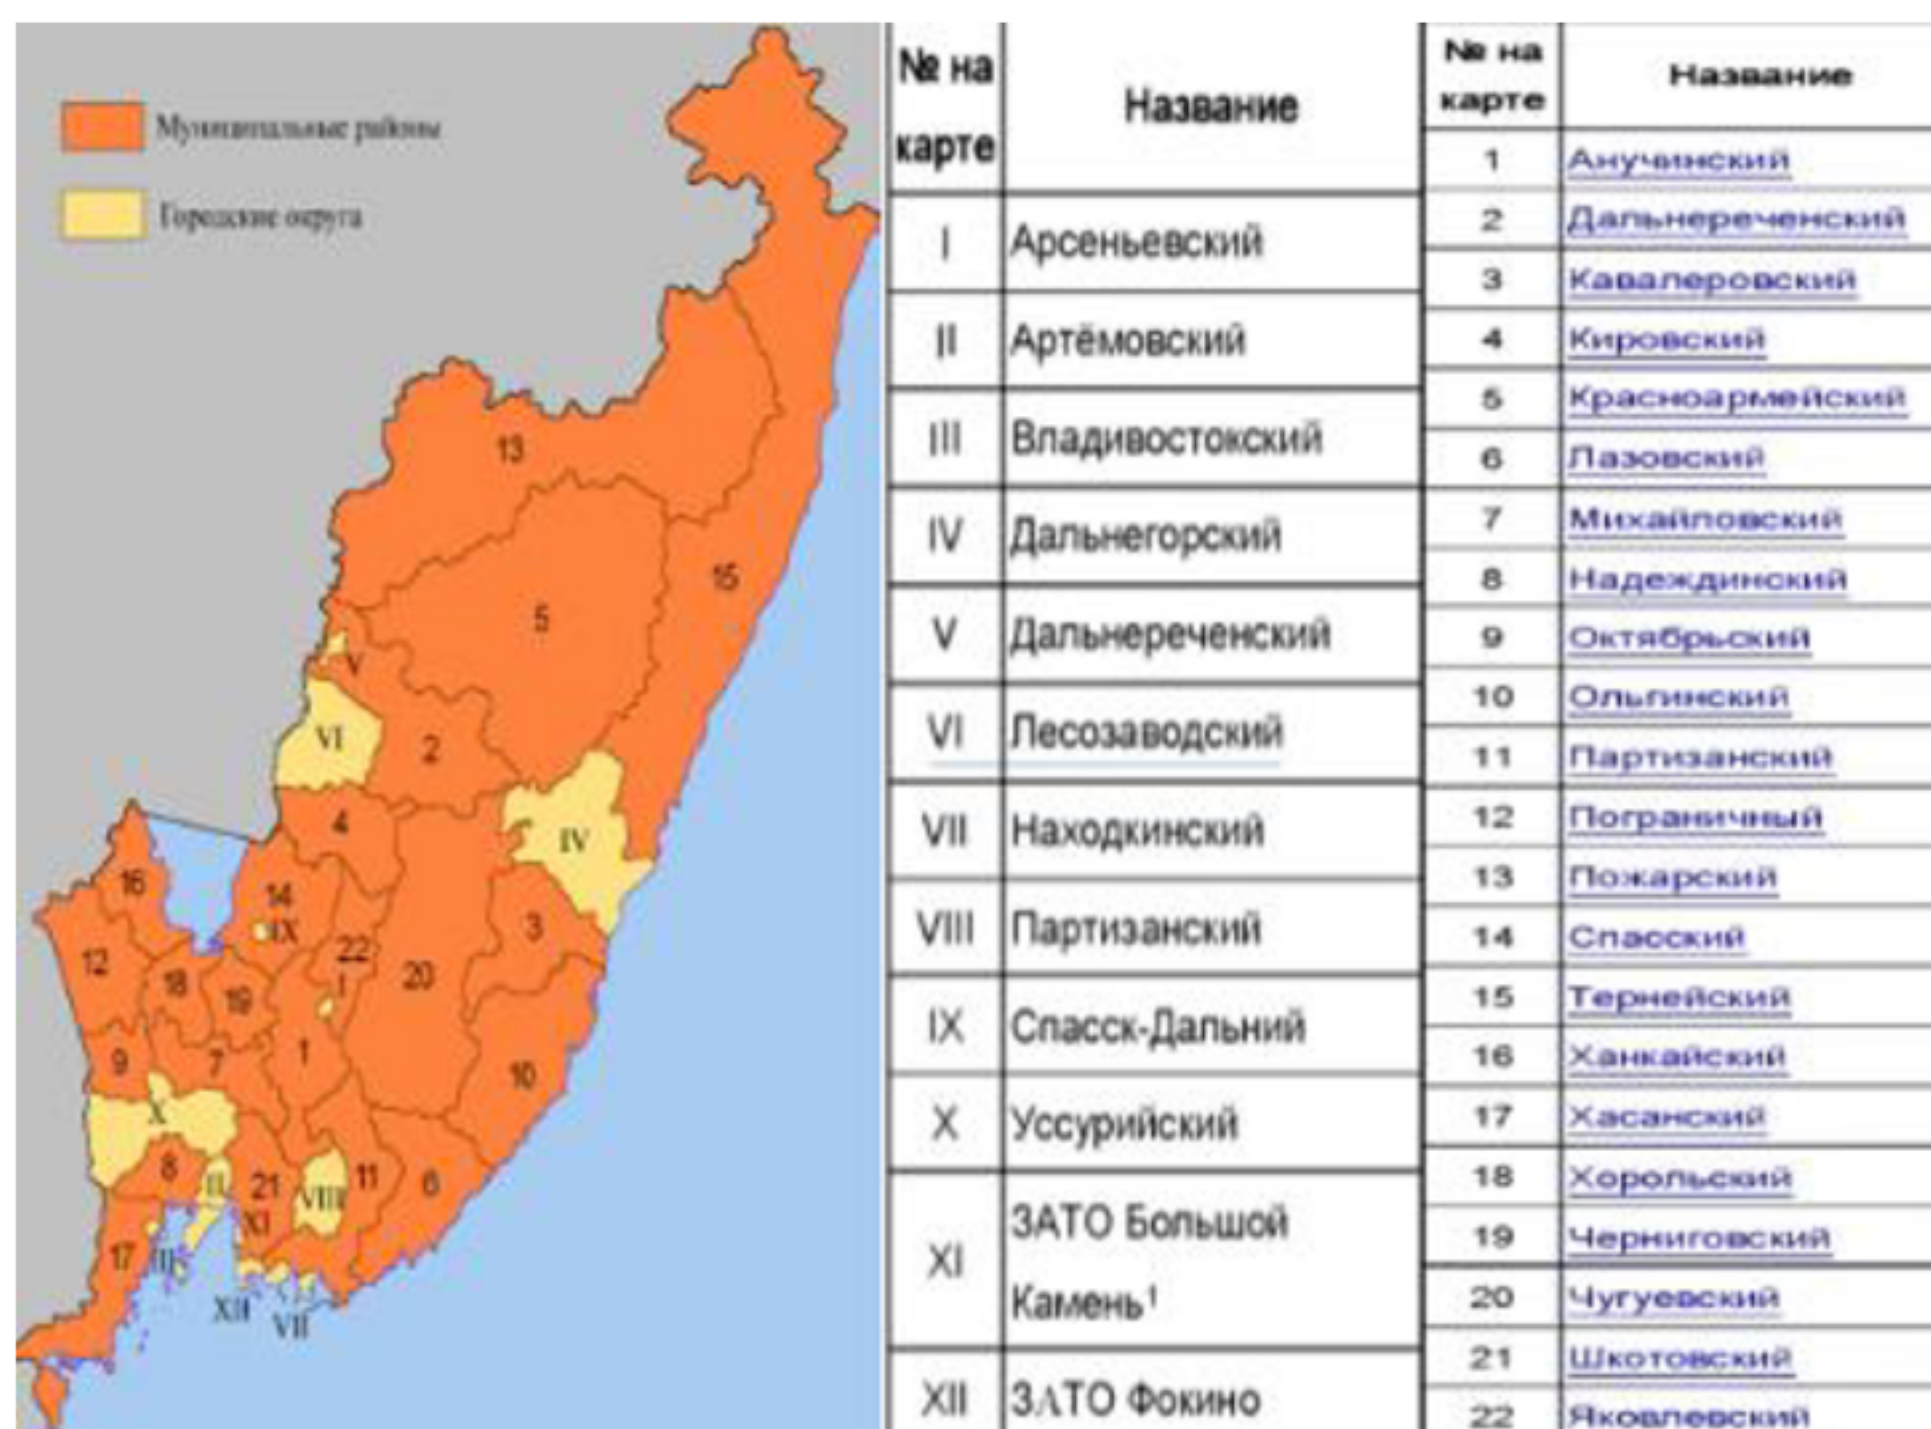 Муниципальные районы
Городские округа
13
15
5
V
VI
2
4
IV
16
14
IX
3
22
12
20
18
19
I
9
7
1
10
X
8
II
21
VIII
11
6
XI
17
III
XII
VII
№ на карте
Название
I Арсеньевский
II Артёмовский
III Владивостокский
IV Дальнегорский
V Дальнереченский
VI Лесозаводский
VII Находкинский
VIII Партизанский
IX Спасск-Дальний
X Уссурийский
XI ЗАТО Большой
Камень¹
XII ЗАТО Фокино
№ на карте
Название
1 Анучинский
2 Дальнереченский
3 Кавалеровский
4 Кировский
5 Красноармейский
6 Лазовский
7 Михайловский
8 Надеждинский
9 Октябрьский
10 Ольгинский
11 Партизанский
12 Пограничный
13 Пожарский
14 Спасский
15 Тернейский
16 Ханкайский
17 Хасанский
18 Хорольский
19 Черниговский
20 Чугуевский
21 Шкотовский
22 Яковлевский